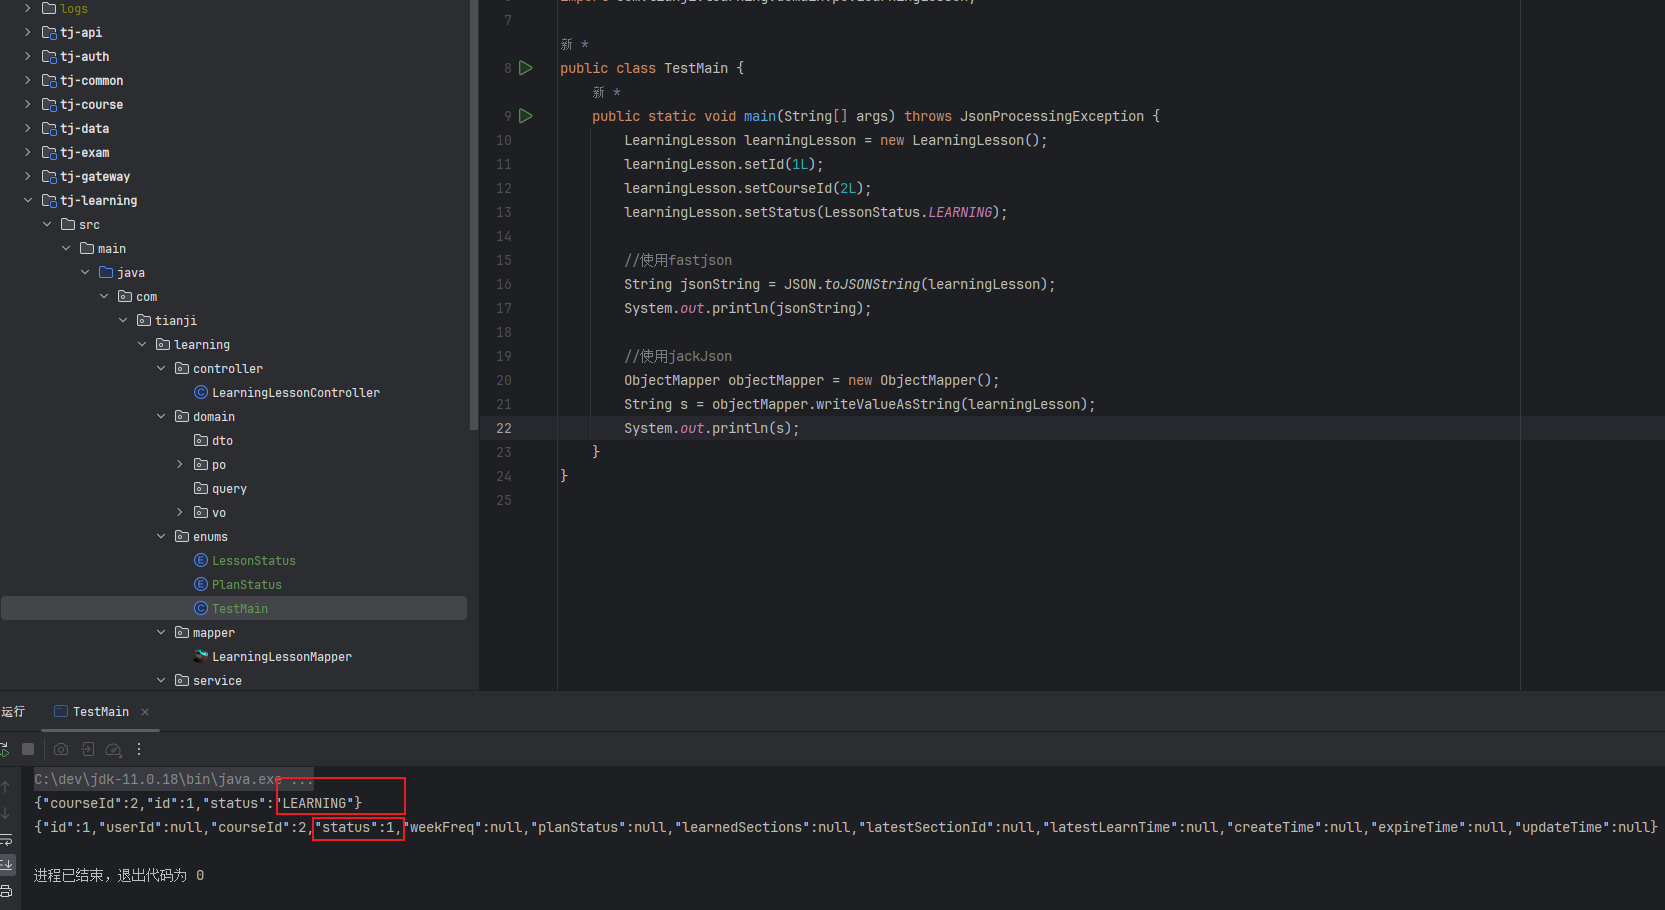 logs
tj-api
tj-auth
tj-common
tj-course
tj-data
tj-exam
tj-gateway
tj-learning
src
main
java
com
tianji
learning
controller
LearningLessonController
domain
dto
po
query
vo
enums
LessonStatus
PlanStatus
TestMain
mapper
LearningLessonMapper
service
7
新 *
8 public class TestMain {
新 *
9 public static void main(String[] args) throws JsonProcessingException {
10 LearningLesson learningLesson = new LearningLesson();
11 learningLesson.setId(1L);
12 learningLesson.setCourseId(2L);
13 learningLesson.setStatus(LessonStatus.LEARNING);
14
15 //使用fastjson
16 String jsonString = JSON.toJSONString(learningLesson);
17 System.out.println(jsonString);
18
19 //使用jackJson
20 ObjectMapper objectMapper = new ObjectMapper();
21 String s = objectMapper.writeValueAsString(learningLesson);
22 System.out.println(s);
23 }
24 }
25
运行 TestMain
C:\dev\jdk-11.0.18\bin\java.exe ...
{"courseId":2,"id":1,"status":"LEARNING"}
{"id":1,"userId":null,"courseId":2,"status":1,"weekFreq":null,"planStatus":null,"learnedSections":null,"latestSectionId":null,"latestLearnTime":null,"createTime":null,"expireTime":null,"updateTime":null}
进程已结束，退出代码为 0